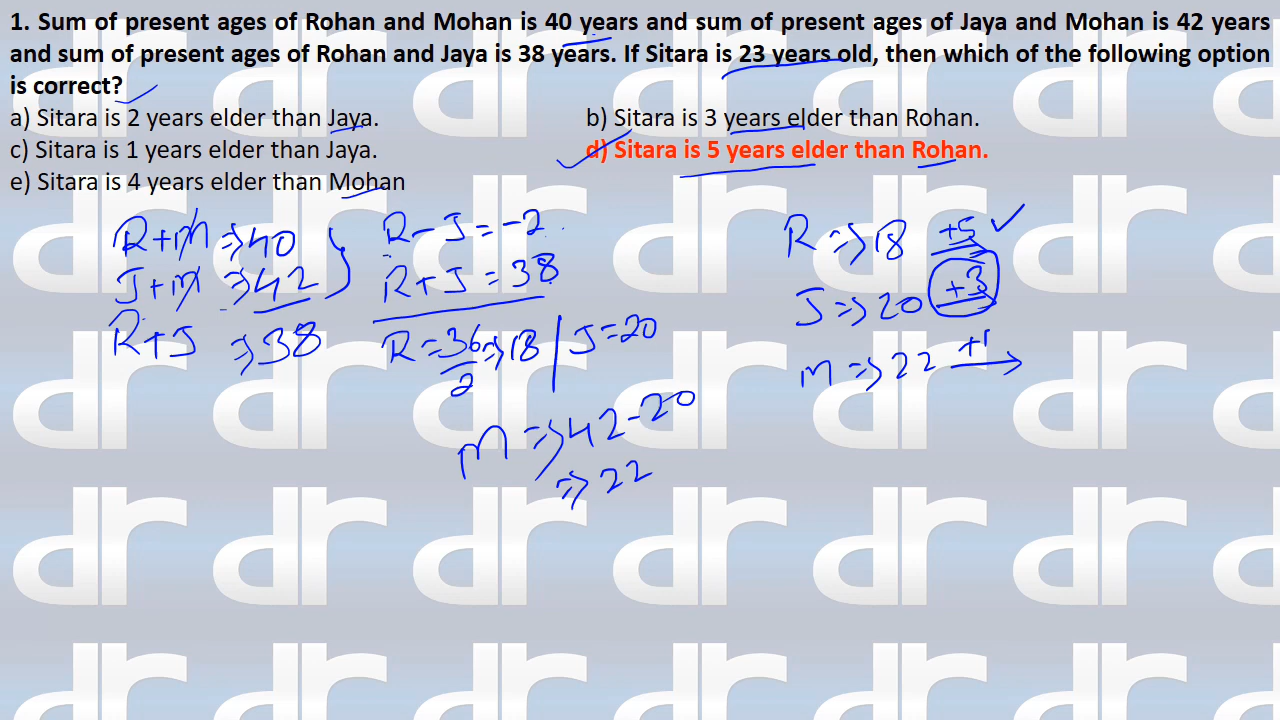 1. Sum of present ages of Rohan and Mohan is 40 years and sum of present ages of Jaya and Mohan is 42 years
and sum of present ages of Rohan and Jaya is 38 years. If Sitara is 23 years old, then which of the following option
is correct?
a) Sitara is 2 years elder than Jaya.
b) Sitara is 3 years elder than Rohan.
c) Sitara is 1 years elder than Jaya.
d) Sitara is 5 years elder than Rohan.
e) Sitara is 4 years elder than Mohan
R+m ⇒ 40
J+m ⇒ 42
R+J ⇒ 38
R-J = -2
R+J = 38
R = 36/2 ⇒ 18 | J = 20
m ⇒ 42-20
⇒ 22
R ⇒ 18 +5 ✓
J ⇒ 20 +3
m ⇒ 22 +1